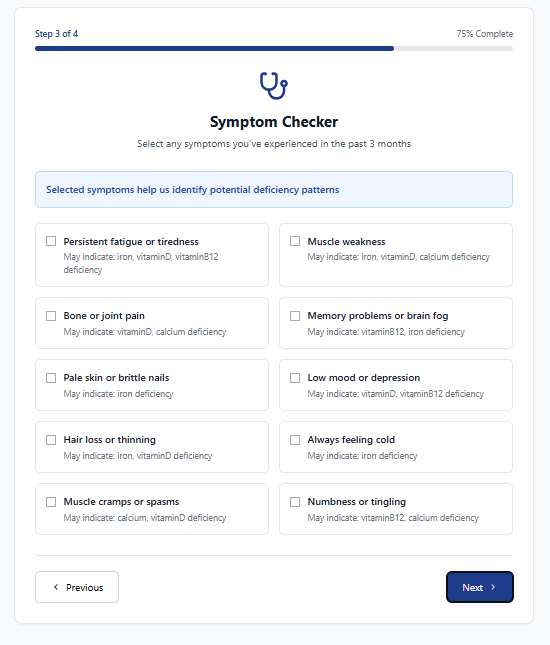 Step 3 of 4
75% Complete
Symptom Checker
Select any symptoms you've experienced in the past 3 months
Selected symptoms help us identify potential deficiency patterns
Persistent fatigue or tiredness
May indicate: iron, vitaminD, vitaminB12
deficiency
Muscle weakness
May indicate: iron, vitaminD, calcium deficiency
Bone or joint pain
May indicate: vitaminD, calcium deficiency
Memory problems or brain fog
May indicate: vitaminB12, iron deficiency
Pale skin or brittle nails
May indicate: iron deficiency
Low mood or depression
May indicate: vitaminD, vitaminB12 deficiency
Hair loss or thinning
May indicate: iron, vitaminD deficiency
Always feeling cold
May indicate: iron deficiency
Muscle cramps or spasms
May indicate: calcium, vitaminD deficiency
Numbness or tingling
May indicate: vitaminB12, calcium deficiency
Previous
Next